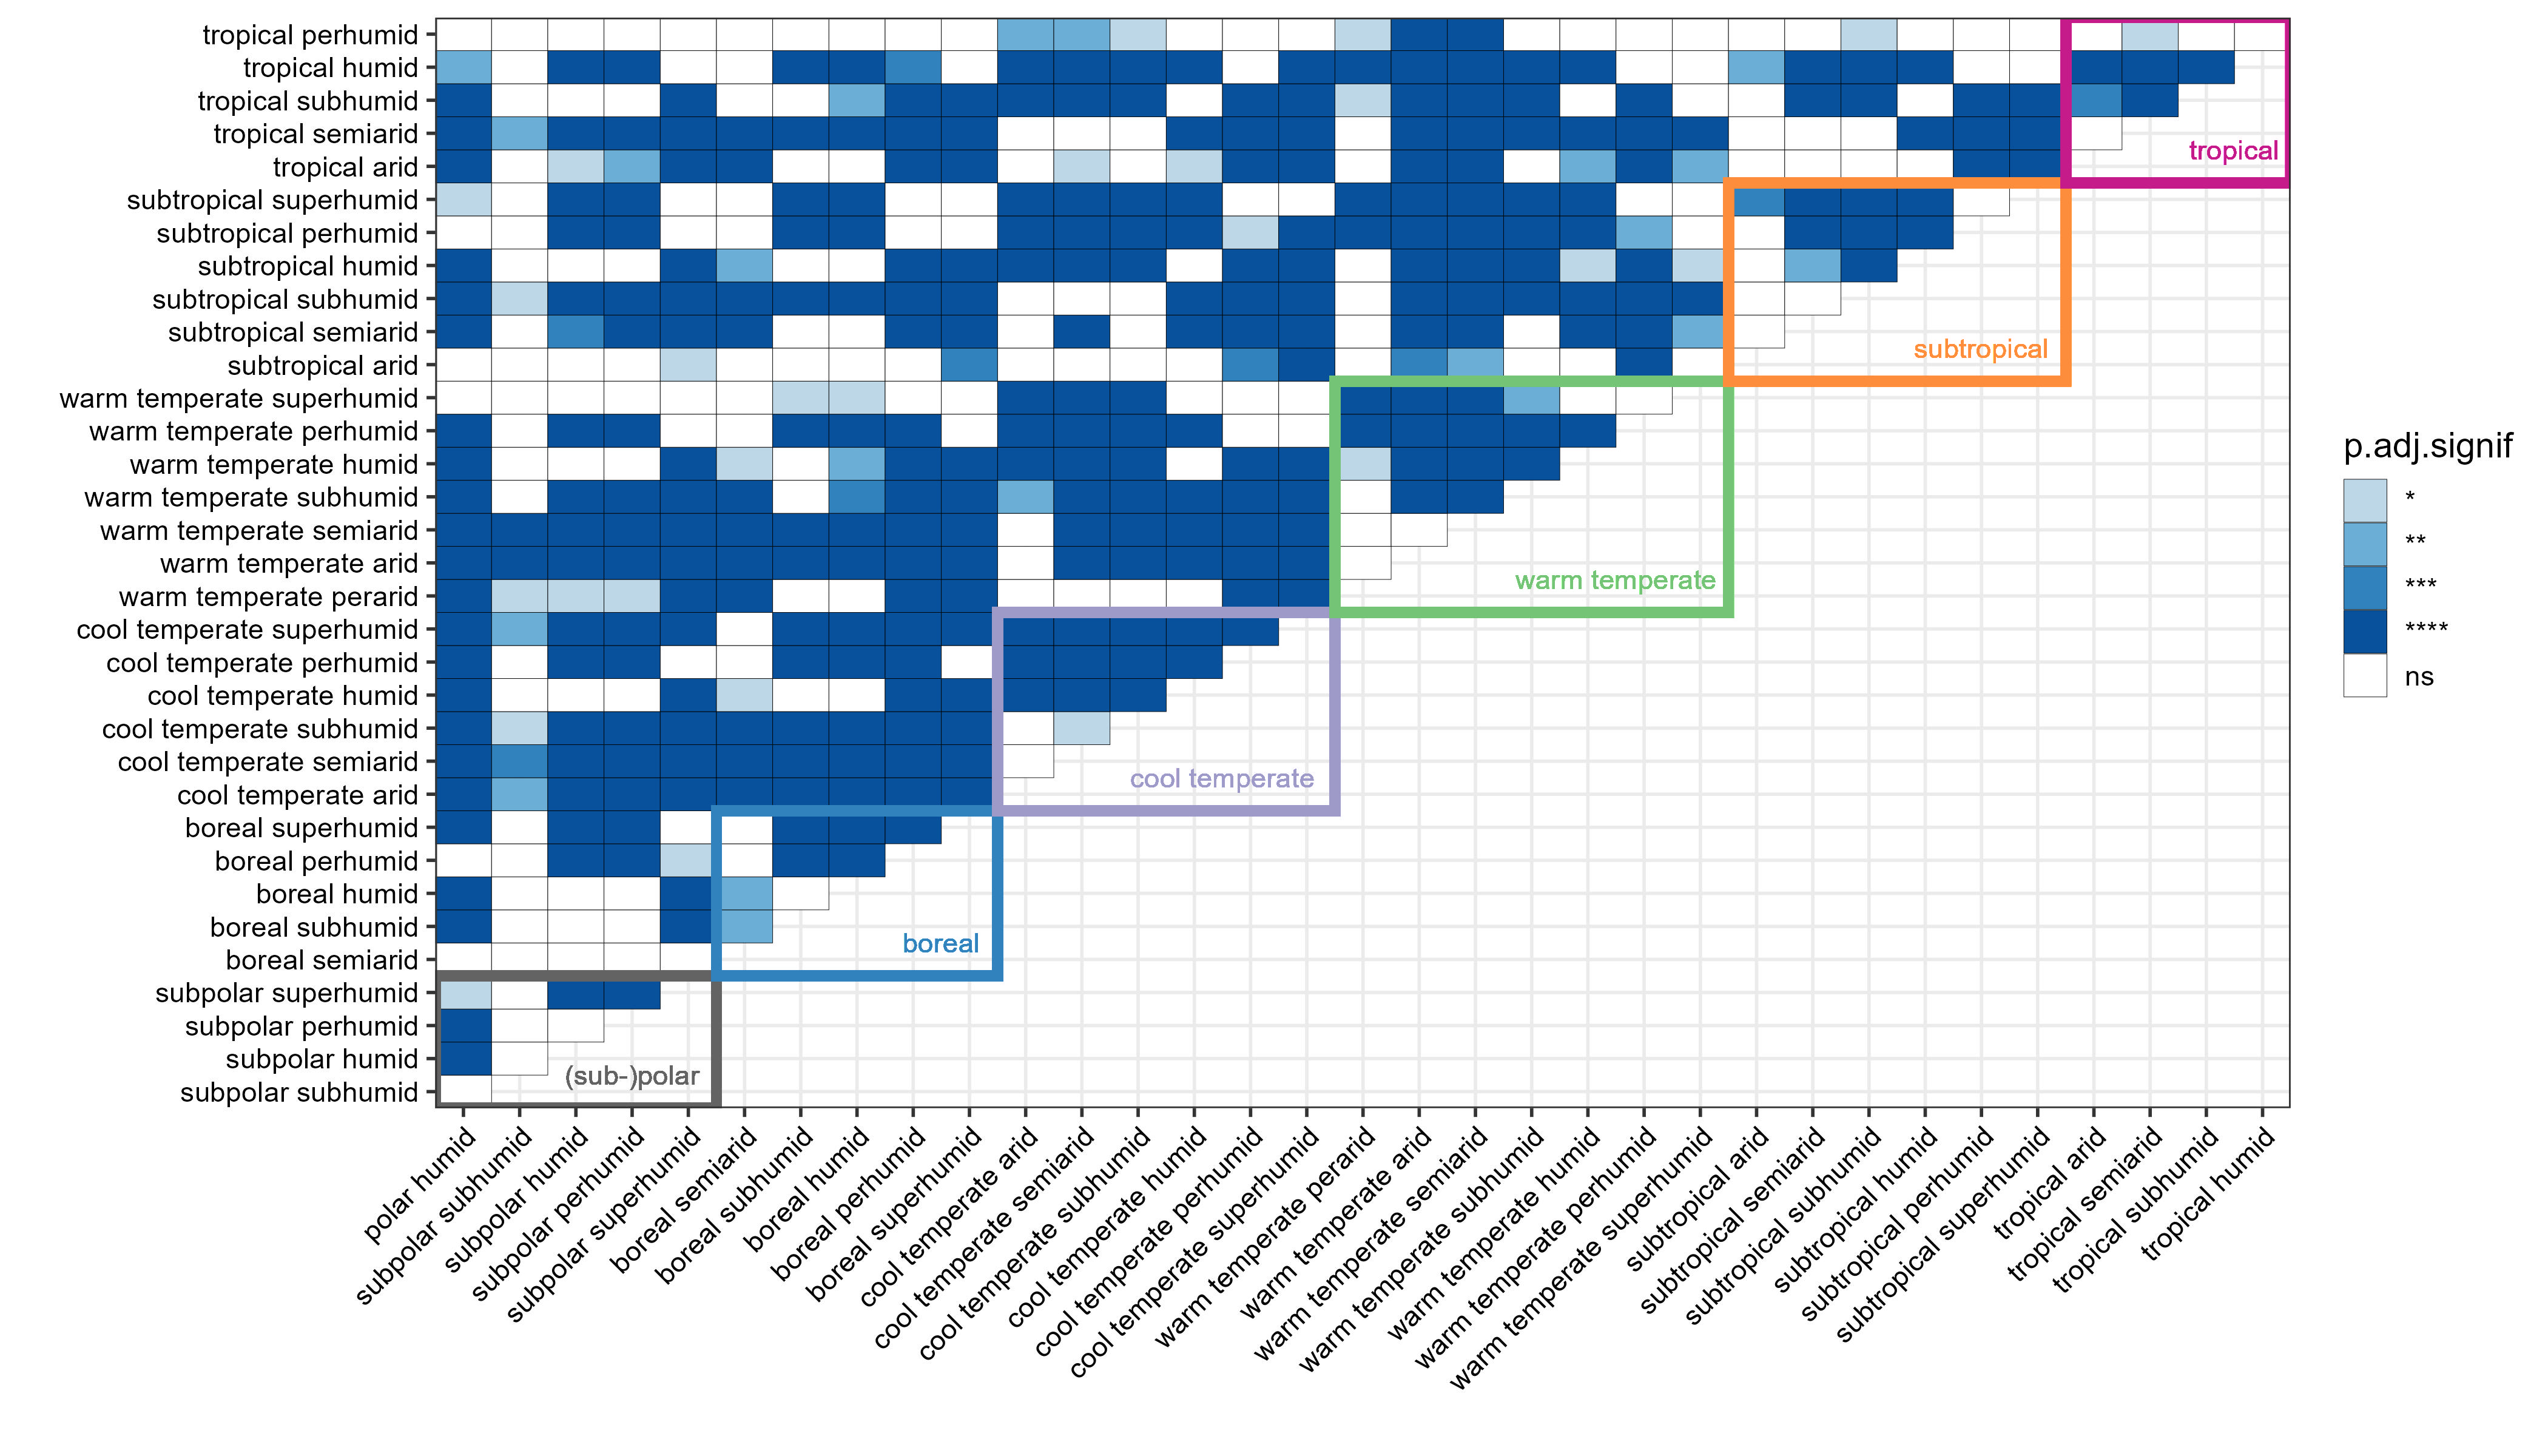 tropical perhumid
tropical humid
tropical subhumid
tropical semiarid
tropical arid
subtropical superhumid
subtropical perhumid
subtropical humid
subtropical subhumid
subtropical semiarid
subtropical arid
warm temperate superhumid
warm temperate perhumid
warm temperate humid
warm temperate subhumid
warm temperate semiarid
warm temperate arid
warm temperate perarid
cool temperate superhumid
cool temperate perhumid
cool temperate humid
cool temperate subhumid
cool temperate semiarid
cool temperate arid
boreal superhumid
boreal perhumid
boreal humid
boreal subhumid
boreal semiarid
subpolar superhumid
subpolar perhumid
subpolar humid
subpolar subhumid
tropical
subtropical
warm temperate
cool temperate
boreal
(sub-)polar
polar humid
subpolar subhumid
subpolar humid
subpolar perhumid
subpolar superhumid
boreal semiarid
boreal subhumid
boreal humid
boreal perhumid
boreal superhumid
cool temperate arid
cool temperate semiarid
cool temperate subhumid
cool temperate humid
cool temperate perhumid
cool temperate superhumid
warm temperate perarid
warm temperate arid
warm temperate semiarid
warm temperate subhumid
warm temperate humid
warm temperate perhumid
warm temperate superhumid
subtropical arid
subtropical semiarid
subtropical subhumid
subtropical humid
subtropical perhumid
subtropical superhumid
tropical arid
tropical semiarid
tropical subhumid
tropical humid
p.adj.signif
*
**
***
****
ns